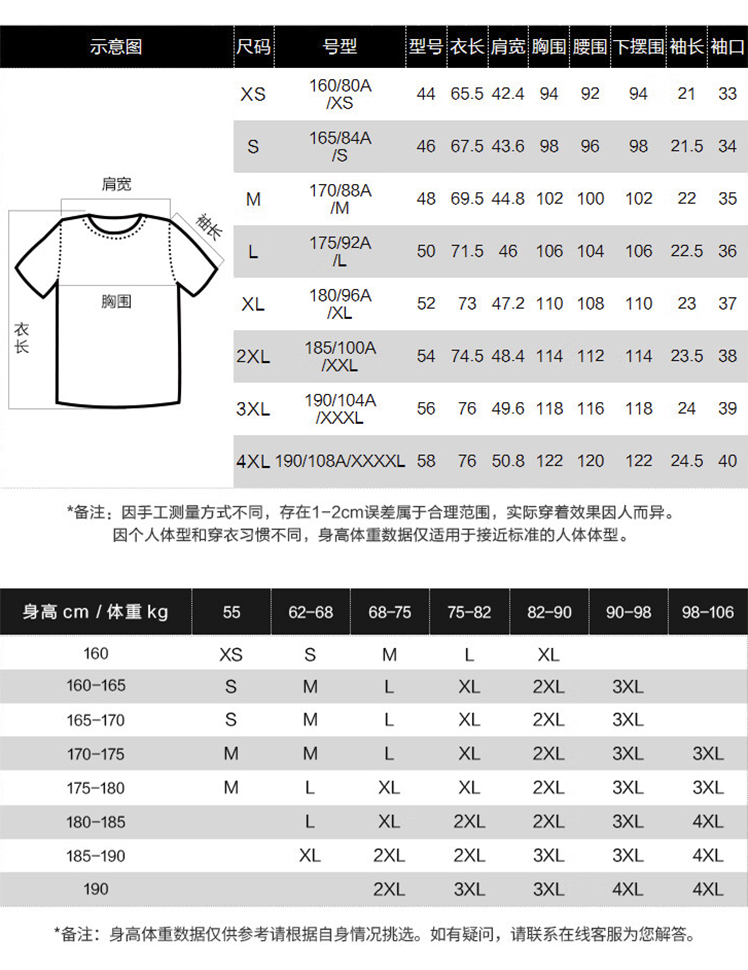 示意图 尺码 号型 型号 衣长 肩宽 胸围 腰围 下摆围 袖长 袖口
XS 160/80A/XS 44 65.5 42.4 94 92 94 21 33
S 165/84A/S 46 67.5 43.6 98 96 98 21.5 34
M 170/88A/M 48 69.5 44.8 102 100 102 22 35
L 175/92A/L 50 71.5 46 106 104 106 22.5 36
XL 180/96A/XL 52 73 47.2 110 108 110 23 37
2XL 185/100A/XXL 54 74.5 48.4 114 112 114 23.5 38
3XL 190/104A/XXXL 56 76 49.6 118 116 118 24 39
4XL 190/108A/XXXXL 58 76 50.8 122 120 122 24.5 40
肩宽
袖长
胸围
衣长
*备注：因手工测量方式不同，存在1-2cm误差属于合理范围，实际穿着效果因人而异。
因个人体型和穿衣习惯不同，身高体重数据仅适用于接近标准的人体体型。
身高cm/体重kg 55 62-68 68-75 75-82 82-90 90-98 98-106
160 XS S M L XL
160-165 S M L XL 2XL 3XL
165-170 S M L XL 2XL 3XL
170-175 M M L XL 2XL 3XL 3XL
175-180 M L XL XL 2XL 3XL 3XL
180-185 L XL 2XL 2XL 3XL 4XL
185-190 XL 2XL 2XL 3XL 3XL 4XL
190 2XL 3XL 3XL 4XL 4XL
*备注：身高体重数据仅供参考请根据自身情况挑选。如有疑问，请联系在线客服为您解答。